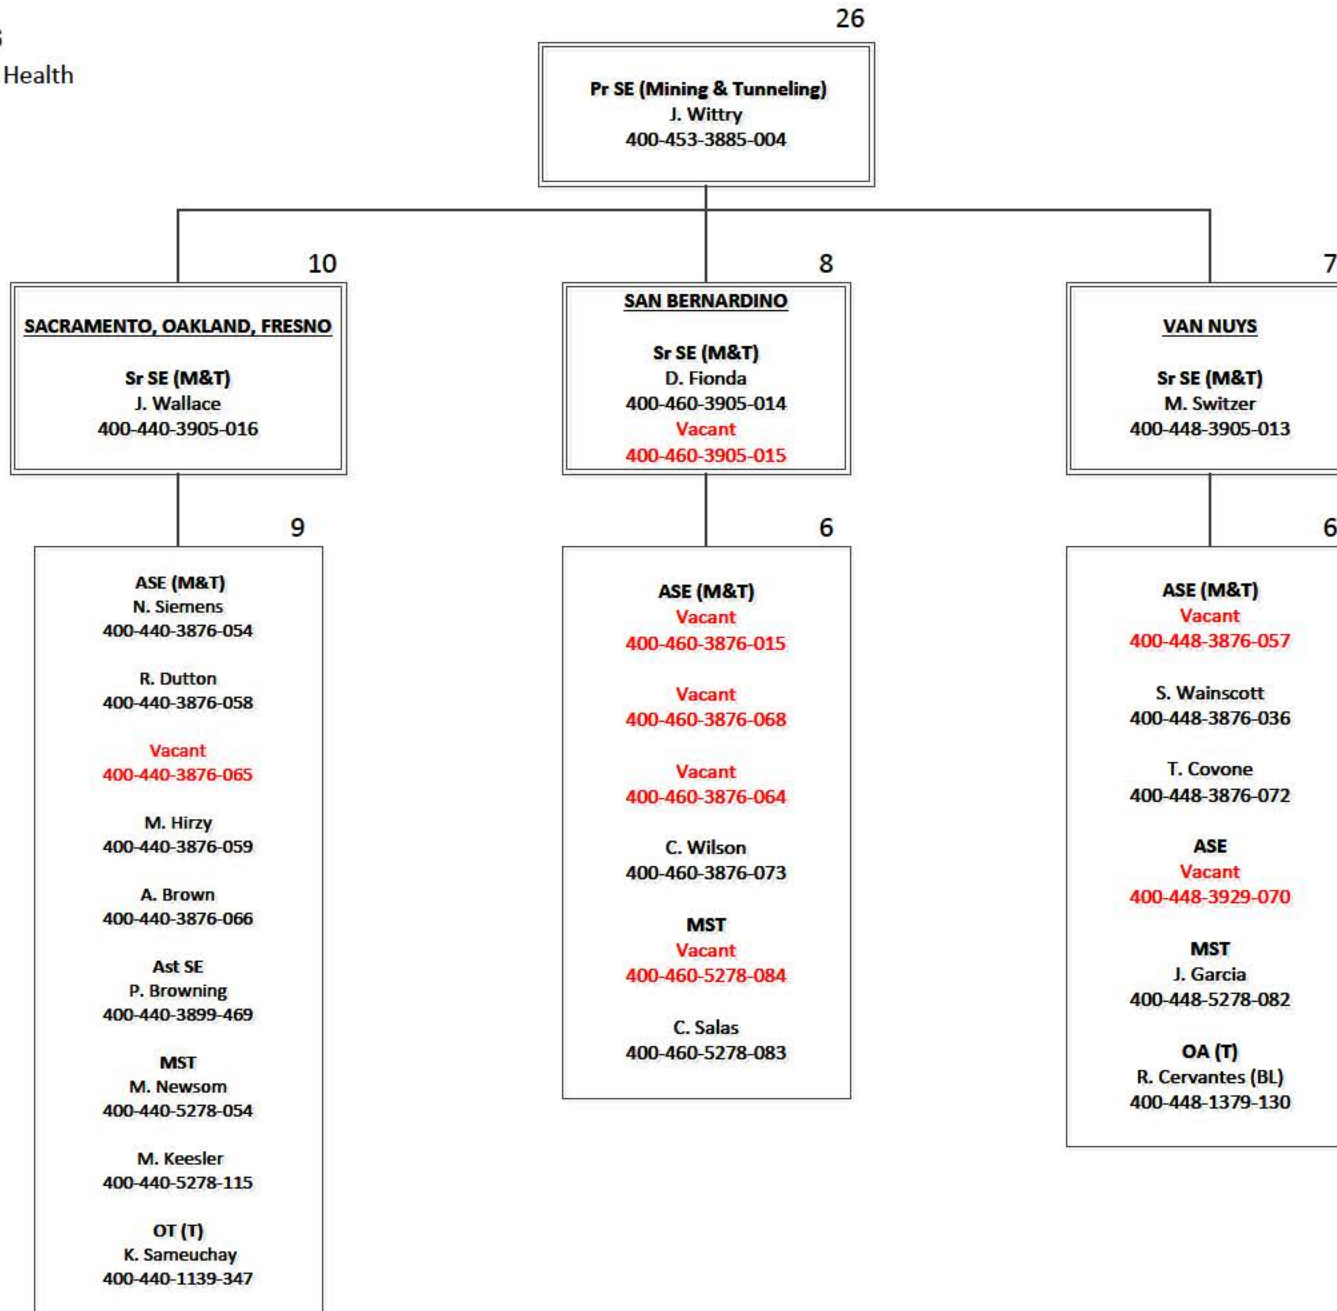 Health
26
Pr SE (Mining & Tunneling)
J. Wittry
400-453-3885-004
10
SACRAMENTO, OAKLAND, FRESNO
Sr SE (M&T)
J. Wallace
400-440-3905-016
9
ASE (M&T)
N. Siemens
400-440-3876-054
R. Dutton
400-440-3876-058
Vacant
400-440-3876-065
M. Hirzy
400-440-3876-059
A. Brown
400-440-3876-066
Ast SE
P. Browning
400-440-3899-469
MST
M. Newsom
400-440-5278-054
M. Keesler
400-440-5278-115
OT (T)
K. Sameuchay
400-440-1139-347
8
SAN BERNARDINO
Sr SE (M&T)
D. Fionda
400-460-3905-014
Vacant
400-460-3905-015
6
ASE (M&T)
Vacant
400-460-3876-015
Vacant
400-460-3876-068
Vacant
400-460-3876-064
C. Wilson
400-460-3876-073
MST
Vacant
400-460-5278-084
C. Salas
400-460-5278-083
7
VAN NUYS
Sr SE (M&T)
M. Switzer
400-448-3905-013
6
ASE (M&T)
Vacant
400-448-3876-057
S. Wainscott
400-448-3876-036
T. Covone
400-448-3876-072
ASE
Vacant
400-448-3929-070
MST
J. Garcia
400-448-5278-082
OA (T)
R. Cervantes (BL)
400-448-1379-130